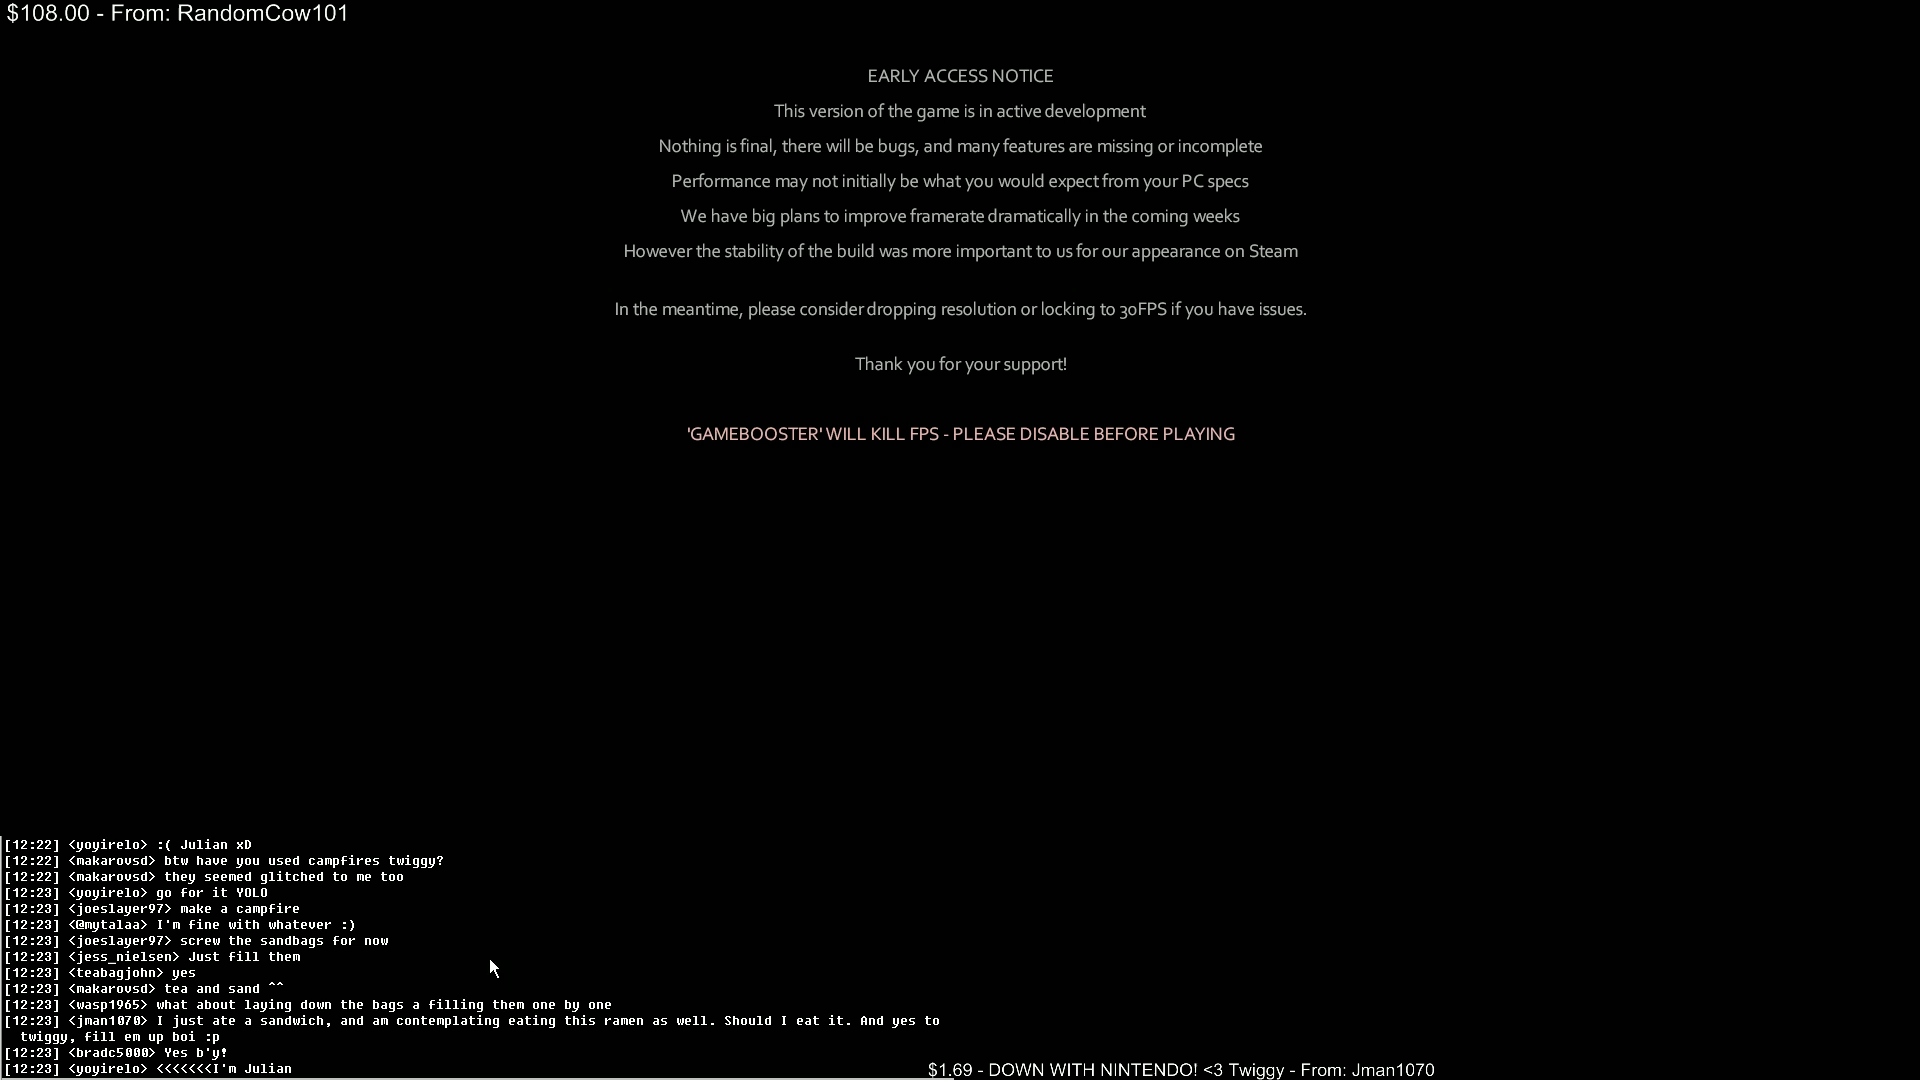 $108.00 - From: RandomCow101
EARLY ACCESS NOTICE
This version of the game is in active development
Nothing is final, there will be bugs, and many features are missing or incomplete
Performance may not initially be what you would expect from your PC specs
We have big plans to improve framerate dramatically in the coming weeks
However the stability of the build was more important to us for our appearance on Steam
In the meantime, please consider dropping resolution or locking to 30FPS if you have issues.
Thank you for your support!
'GAMEBOOSTER' WILL KILL FPS - PLEASE DISABLE BEFORE PLAYING
[12:22] <yoyirelo> :( Julian xD
[12:22] <makarovsd> btw have you used campfires twiggy?
[12:22] <makarovsd> they seemed glitched to me too
[12:23] <yoyirelo> go for it YOLO
[12:23] <joeslayer97> make a campfire
[12:23] <@mytalaa> I'm fine with whatever :)
[12:23] <joeslayer97> screw the sandbags for now
[12:23] <jess_nielsen> Just fill them
[12:23] <teabagjohn> yes
[12:23] <makarovsd> tea and sand ^^
[12:23] <wasp1965> what about laying down the bags a filling them one by one
[12:23] <jman1070> I just ate a sandwich, and am contemplating eating this ramen as well. Should I eat it. And yes to
twiggy, fill em up boi :p
[12:23] <bradc5000> Yes b'y!
[12:23] <yoyirelo> <<<<<<<I'm Julian
$1.69 - DOWN WITH NINTENDO! <3 Twiggy - From: Jman1070